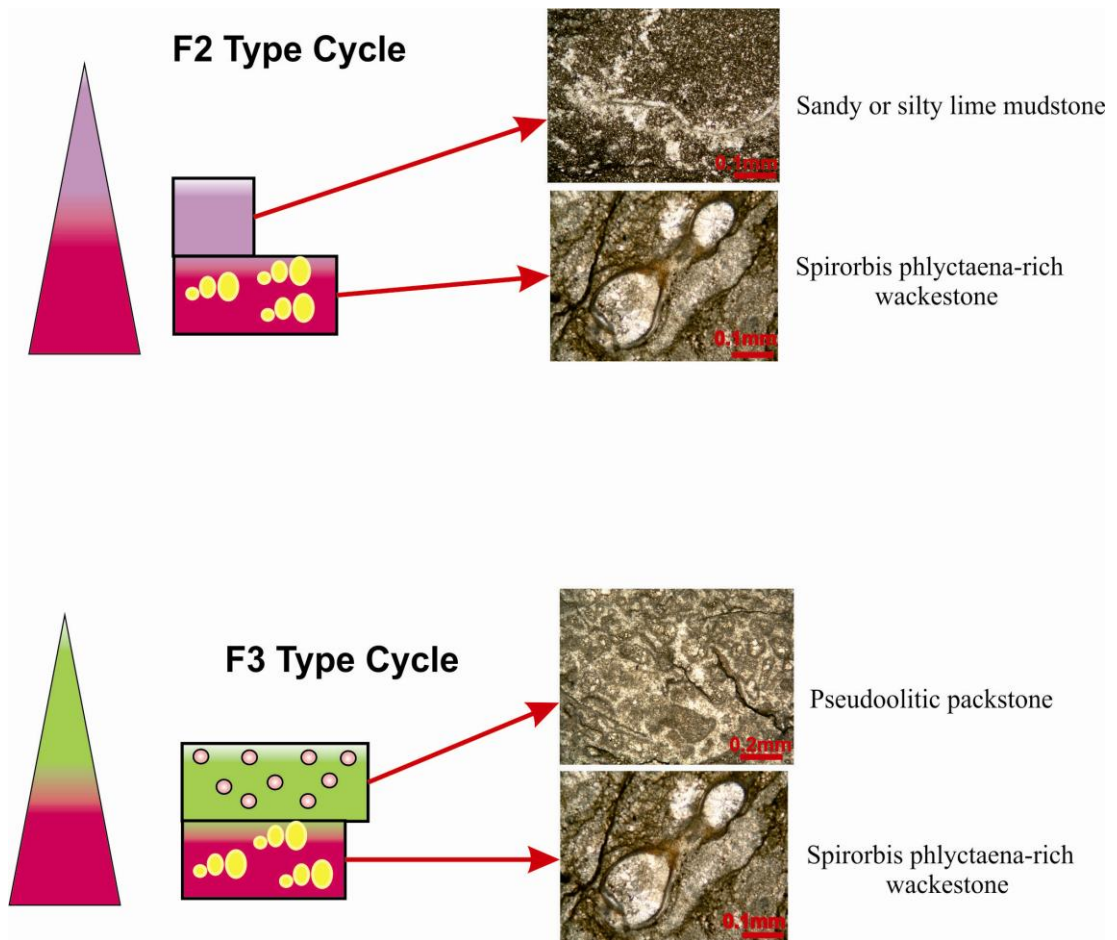 F2 Type Cycle
Sandy or silty lime mudstone
0.1mm
Spirorbis phlyctaena-rich
wackestone
0.1mm
F3 Type Cycle
Pseudoolitic packstone
0.2mm
Spirorbis phlyctaena-rich
wackestone
0.1mm